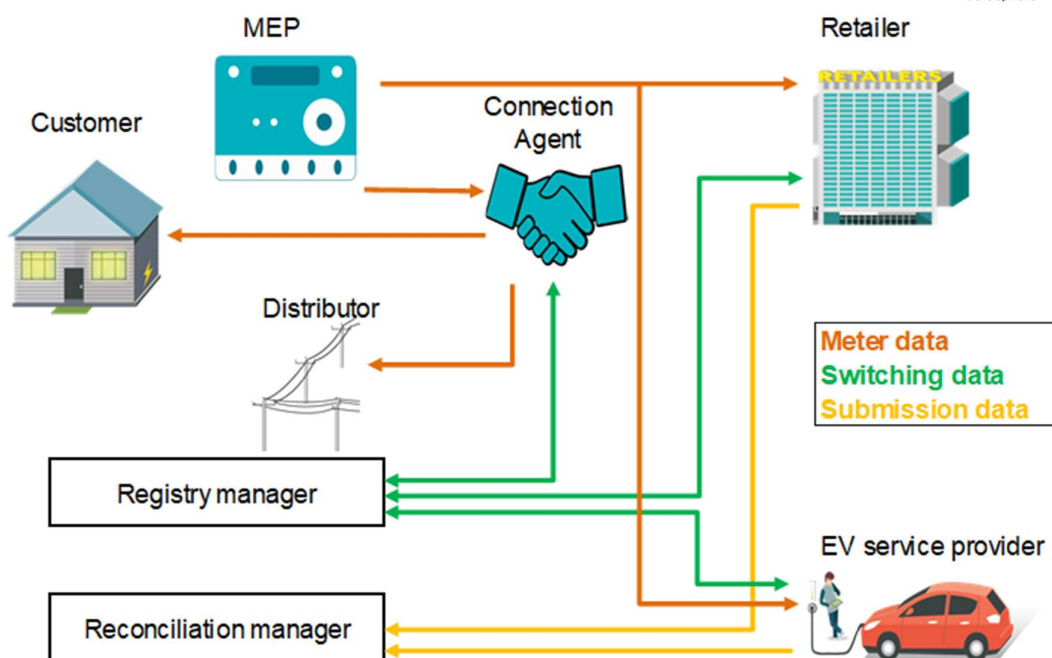 MEP
Retailer
RETAILERS
Customer
Connection
Agent
Distributor
Meter data
Switching data
Submission data
Registry manager
EV service provider
Reconciliation manager